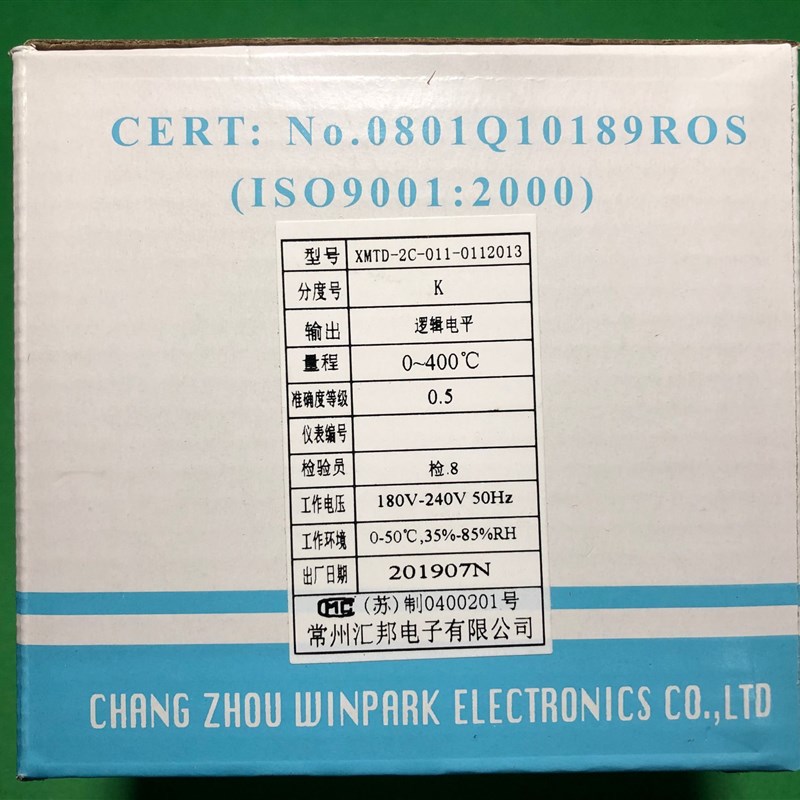 CERT: No.0801Q10189ROS
(ISO9001:2000)
型号 XMTD-2C-011-0112013
分度号 K
输出 逻辑电平
量程 0~400℃
准确度等级 0.5
仪表编号
检验员 检.8
工作电压 180V-240V 50Hz
工作环境 0-50℃,35%-85%RH
出厂日期 201907N
CMC (苏)制0400201号
常州汇邦电子有限公司
CHANG ZHOU WINPARK ELECTRONICS CO.,LTD